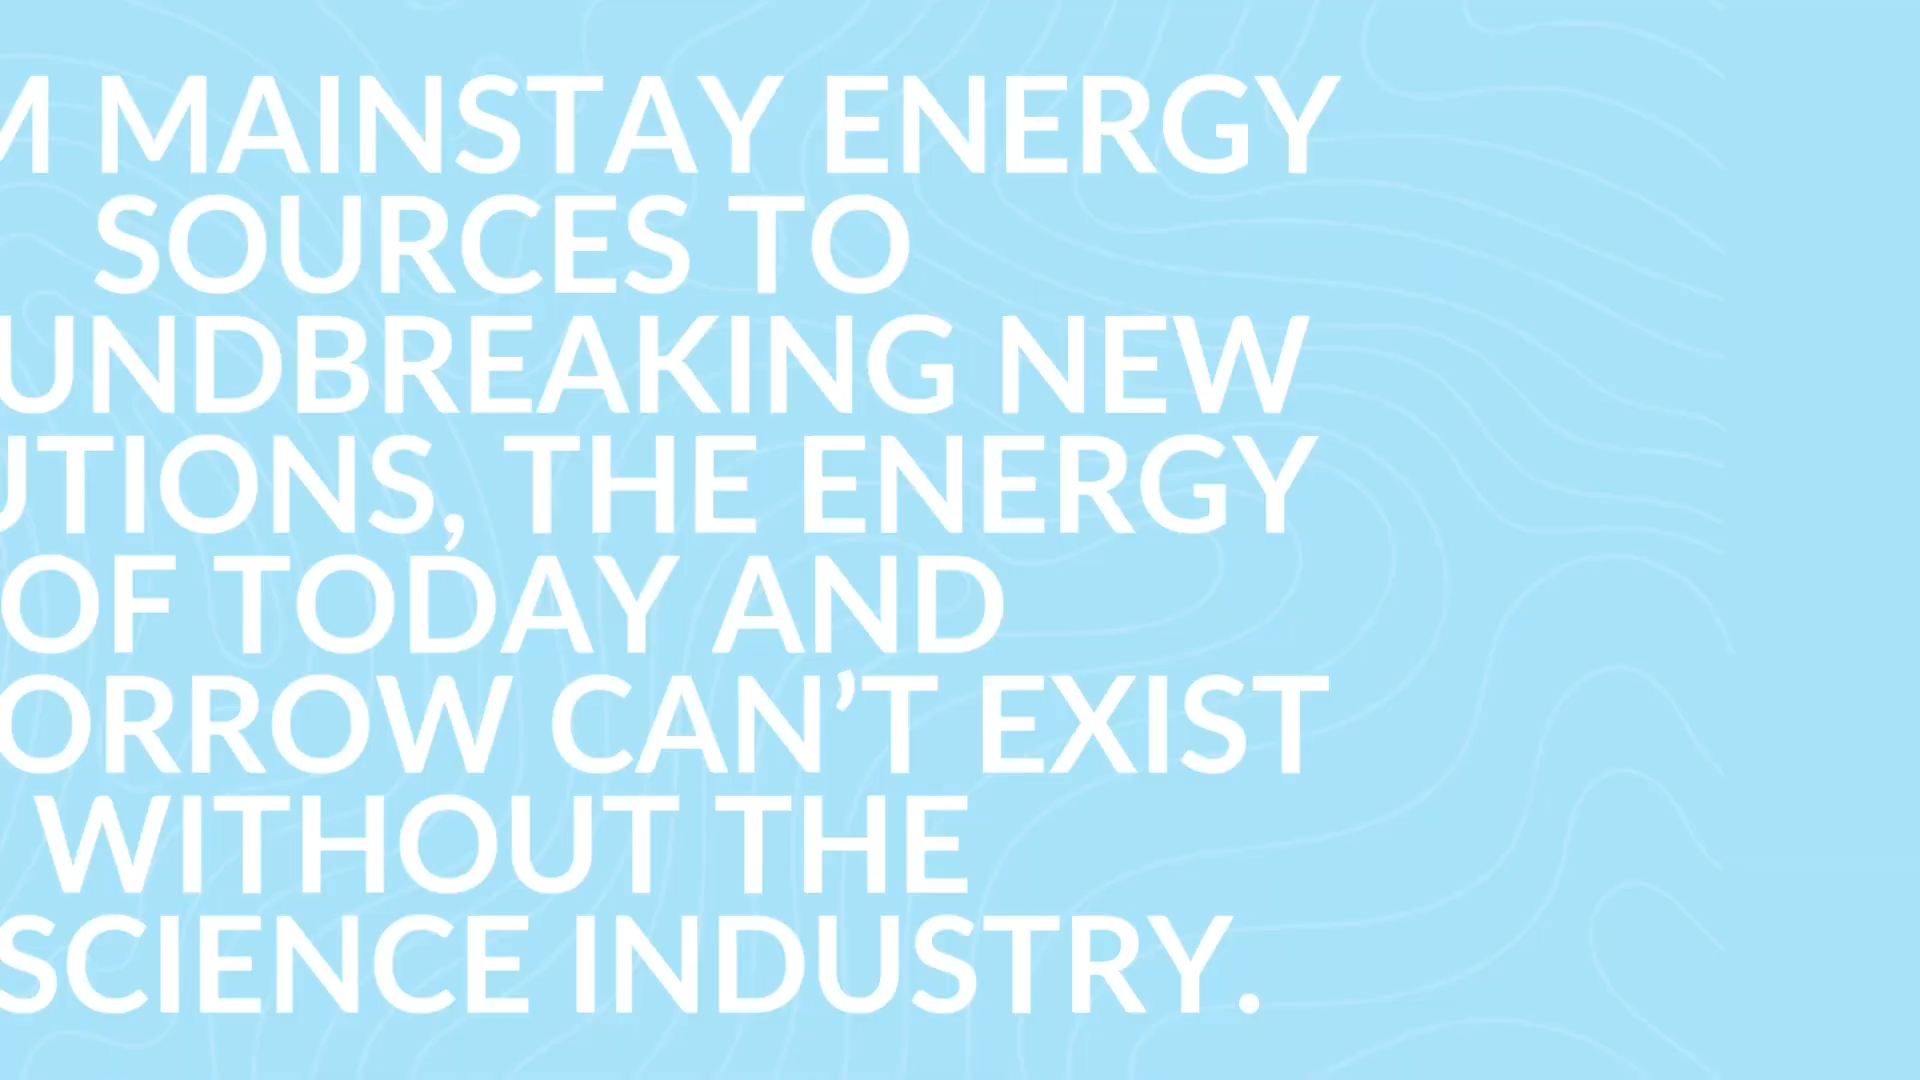 M MAINSTAY ENERGY
SOURCES TO
UNDBREAKING NEW
UTIONS, THE ENERGY
OF TODAY AND
ORROW CAN’T EXIST
WITHOUT THE
SCIENCE INDUSTRY.